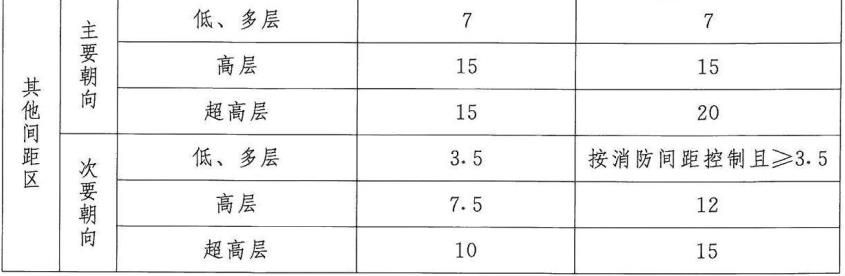 其他间距区
主要朝向
低、多层 7 7
高层 15 15
超高层 15 20
次要朝向
低、多层 3.5 按消防间距控制且≥3.5
高层 7.5 12
超高层 10 15